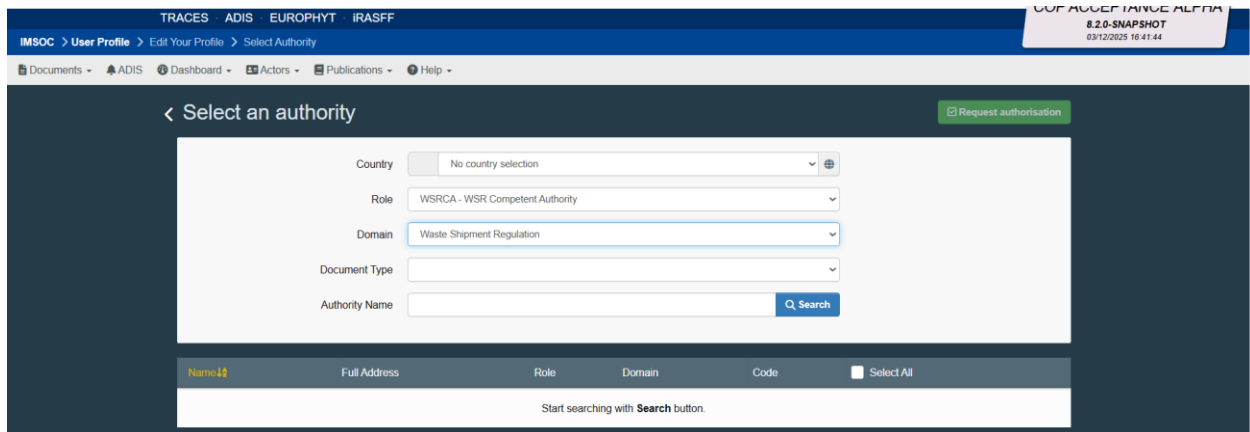 TRACES · ADIS · EUROPHYT · iRASFF
COP ACCEPTANCE ALPHA
8.2.0-SNAPSHOT
03/12/2025 16:41:44
IMSOC > User Profile > Edit Your Profile > Select Authority
Documents ADIS Dashboard Actors Publications Help
Select an authority
Request authorisation
Country No country selection
Role WSRCA - WSR Competent Authority
Domain Waste Shipment Regulation
Document Type
Authority Name Search
Name Full Address Role Domain Code Select All
Start searching with Search button.